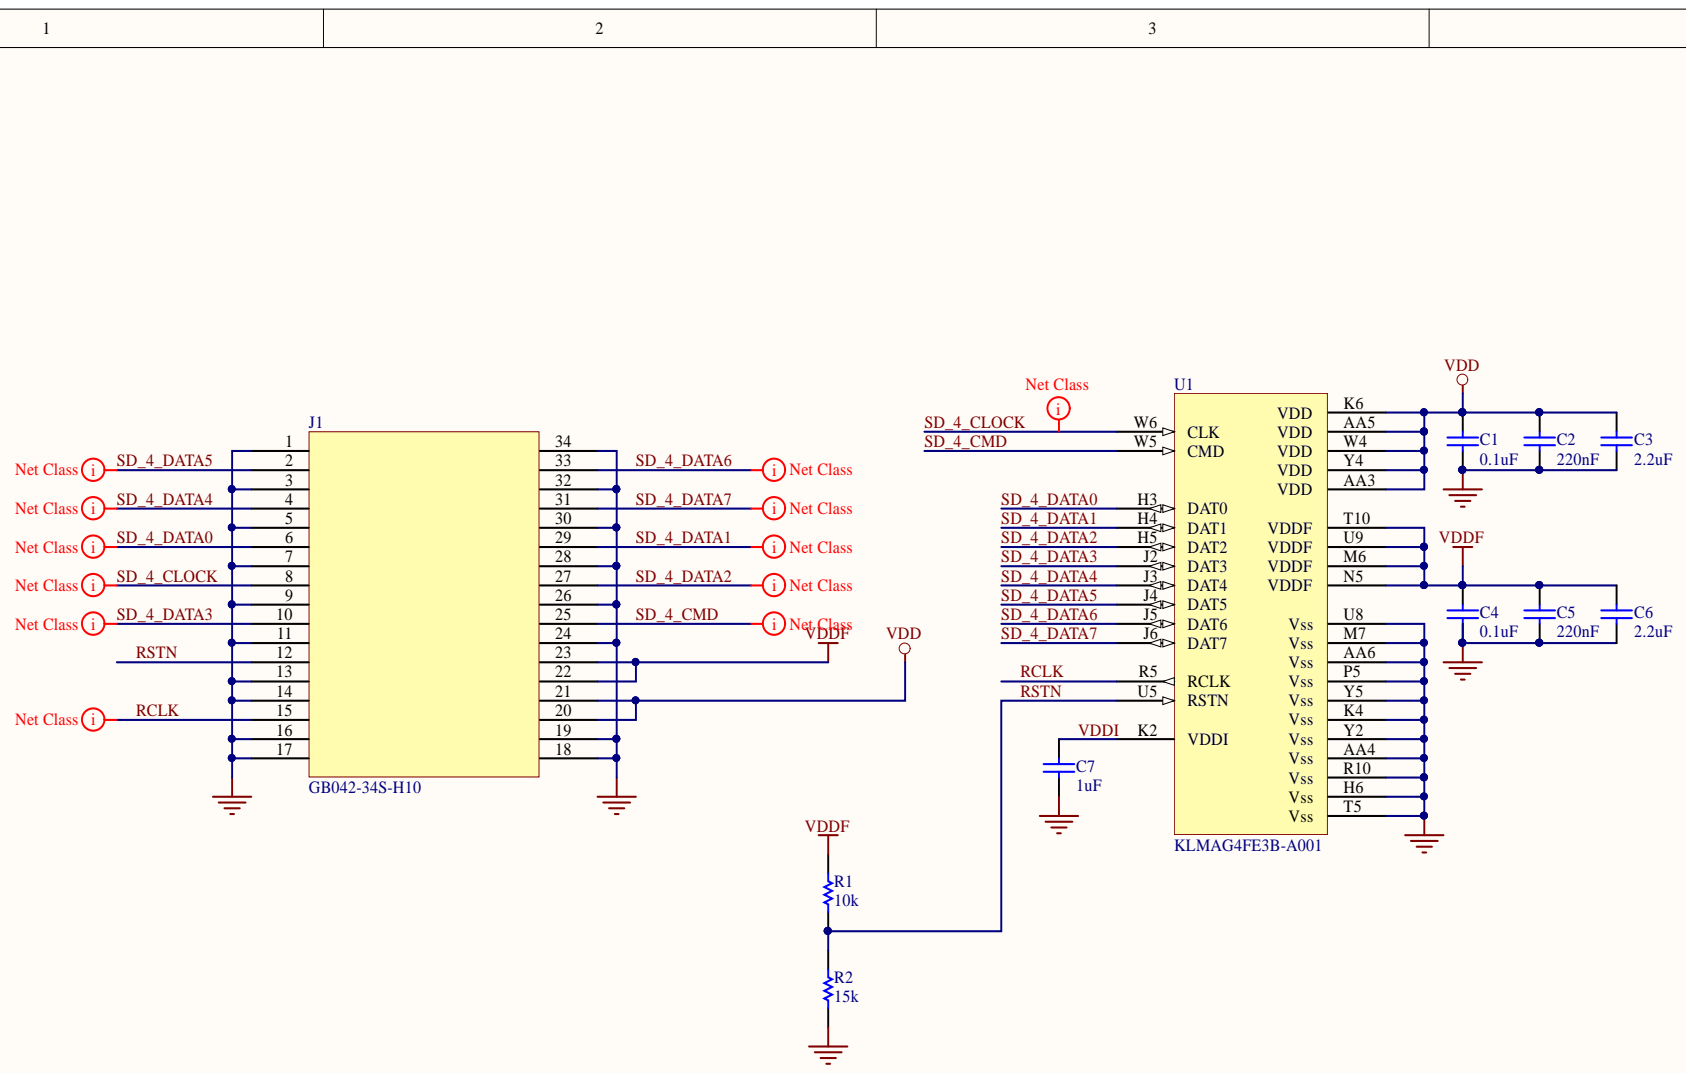 1
2
3
J1
1
2
3
4
5
6
7
8
9
10
11
12
13
14
15
16
17
34
33
32
31
30
29
28
27
26
25
24
23
22
21
20
19
18
GB042-34S-H10
Net Class i SD_4_DATA5
Net Class i SD_4_DATA4
Net Class i SD_4_DATA0
Net Class i SD_4_CLOCK
Net Class i SD_4_DATA3
RSTN
Net Class i RCLK
SD_4_DATA6 i Net Class
SD_4_DATA7 i Net Class
SD_4_DATA1 i Net Class
SD_4_DATA2 i Net Class
SD_4_CMD i Net Class
VDDF
VDD
VDDF
R1
10k
R2
15k
Net Class
i
U1
SD_4_CLOCK W6 CLK
SD_4_CMD W5 CMD
SD_4_DATA0 H3 DAT0
SD_4_DATA1 H4 DAT1
SD_4_DATA2 H5 DAT2
SD_4_DATA3 J2 DAT3
SD_4_DATA4 J3 DAT4
SD_4_DATA5 J4 DAT5
SD_4_DATA6 J5 DAT6
SD_4_DATA7 J6 DAT7
RCLK R5 RCLK
RSTN U5 RSTN
VDDI K2 VDDI
C7
1uF
VDD K6
VDD AA5
VDD W4
VDD Y4
VDD AA3
VDDF T10
VDDF U9
VDDF M6
VDDF N5
Vss U8
Vss M7
Vss AA6
Vss P5
Vss Y5
Vss K4
Vss Y2
Vss AA4
Vss R10
Vss H6
Vss T5
KLMAG4FE3B-A001
VDD
C1
0.1uF
C2
220nF
C3
2.2uF
VDDF
C4
0.1uF
C5
220nF
C6
2.2uF